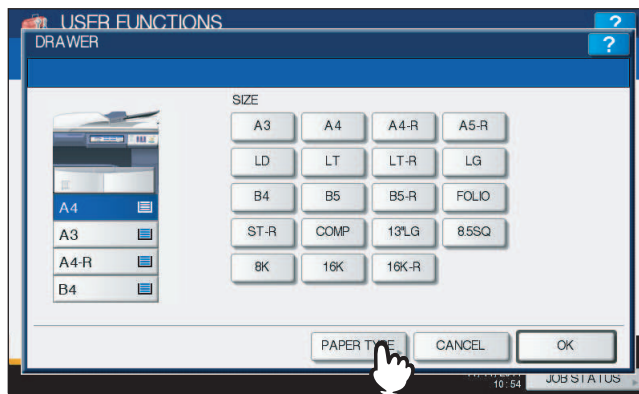 USER FUNCTIONS
?
DRAWER
?
SIZE
A3 A4 A4-R A5-R
LD LT LT-R LG
B4 B5 B5-R FOLIO
ST-R COMP 13"LG 8.5SQ
8K 16K 16K-R
A4
A3
A4-R
B4
PAPER TYPE CANCEL OK
10:54 JOB STATUS